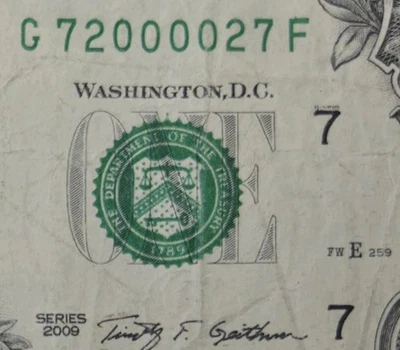 G 72000027 F
WASHINGTON, D.C.
7
ONE
THE DEPARTMENT OF THE TREASURY
1789
FW E 259
SERIES
2009
Timothy F. Geithner
7